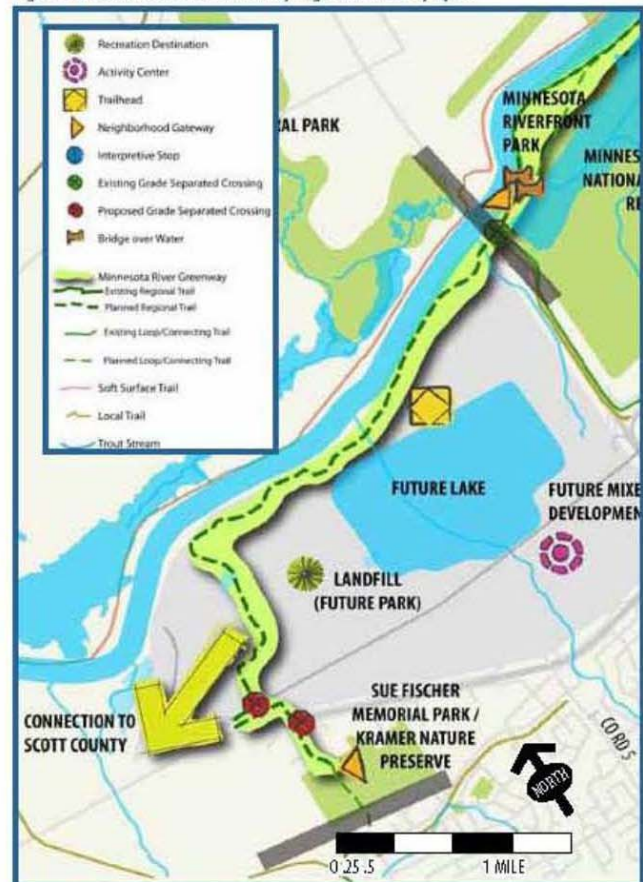 Recreation Destination
Activity Center
Trailhead
Neighborhood Gateway
Interpretive Stop
Existing Grade Separated Crossing
Proposed Grade Separated Crossing
Bridge over Water
Minnesota River Greenway
Existing Regional Trail
Planned Regional Trail
Existing Loop/Connecting Trail
Planned Loop/Connecting Trail
Soft Surface Trail
Local Trail
Trout Stream
AL PARK
MINNESOTA
RIVERFRONT
PARK
MINNES
NATIONA
RE
FUTURE LAKE
FUTURE MIXE
DEVELOPMEN
LANDFILL
(FUTURE PARK)
CONNECTION TO
SCOTT COUNTY
SUE FISCHER
MEMORIAL PARK /
KRAMER NATURE
PRESERVE
CO RD 5
NORTH
0.25.5 1 MILE